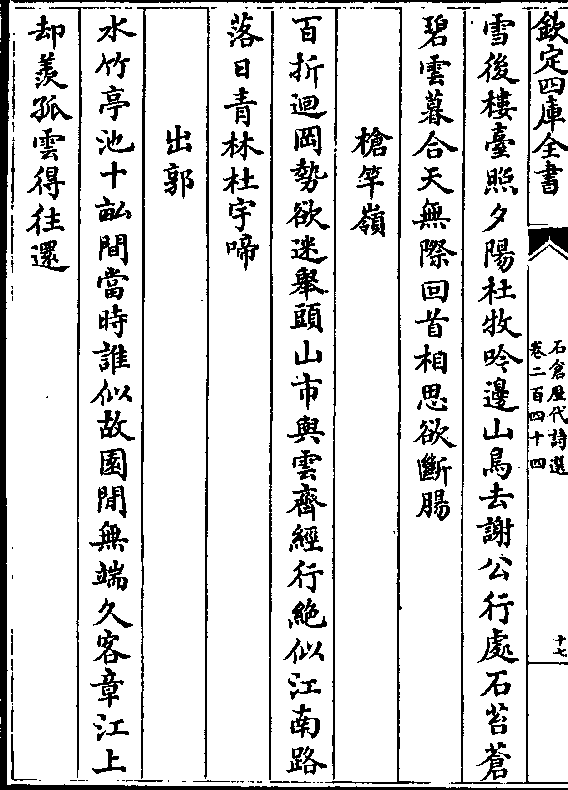 欽定四庫全書
石倉歷代詩選
卷二百四十四
十七
雪後樓臺照夕陽杜牧吟邊山鳥去謝公行處石苔蒼
碧雲暮合天無際回首相思欲斷腸
槍竿嶺
百折迴岡勢欲迷舉頭山市與雲齊經行絶似江南路
落日青林杜宇啼
出郭
水竹亭池十畝間當時誰似故園閒無端久客章江上
却羨孤雲得往還